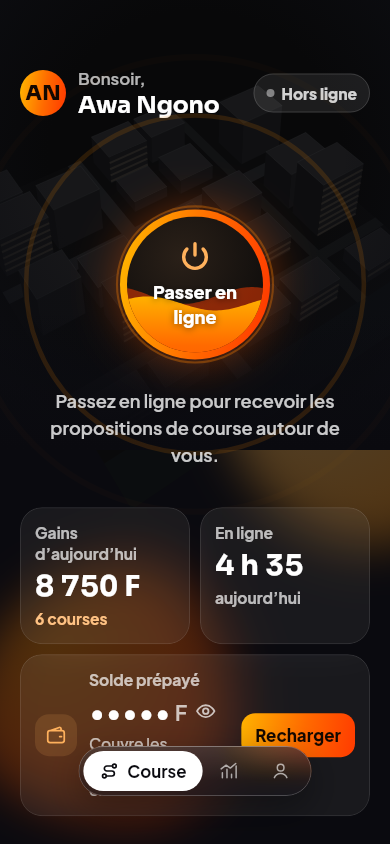 AN
Bonsoir,
Awa Ngono
Hors ligne
Passer en
ligne
Passez en ligne pour recevoir les
propositions de course autour de
vous.
Gains
d’aujourd’hui
8 750 F
6 courses
En ligne
4 h 35
aujourd’hui
Solde prépayé
●●●●● F
Recharger
Couvre les
Course